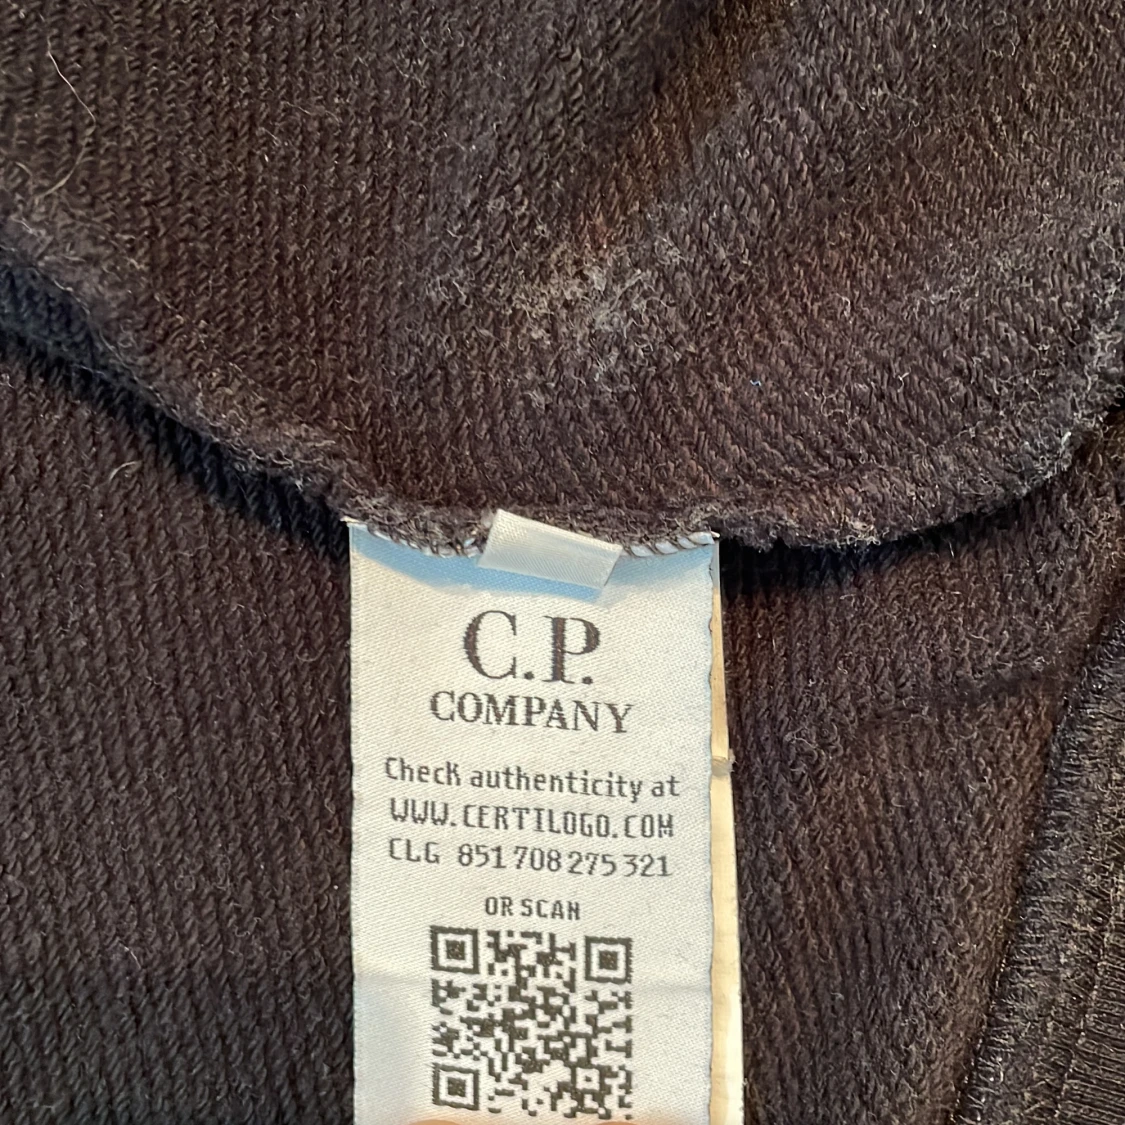 C.P.
COMPANY
Check authenticity at
WWW.CERTILOGO.COM
CLG 851 708 275 321
OR SCAN